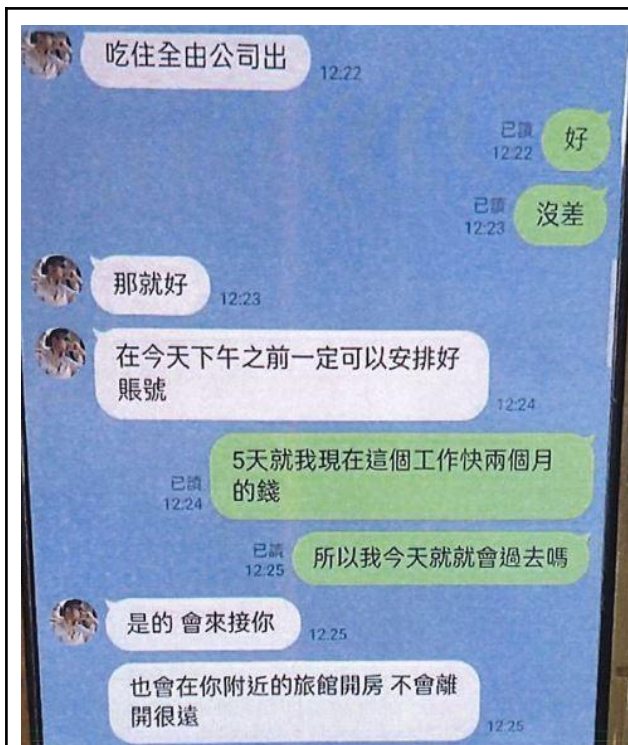 吃住全由公司出
12:22
已讀
12:22
好
已讀
12:23
沒差
那就好
12:23
在今天下午之前一定可以安排好
賬號
12:24
5天就我現在這個工作快兩個月
的錢
已讀
12:24
已讀
12:25
所以我今天就就會過去嗎
是的 會來接你
12:25
也會在你附近的旅館開房 不會離
開很遠
12:25